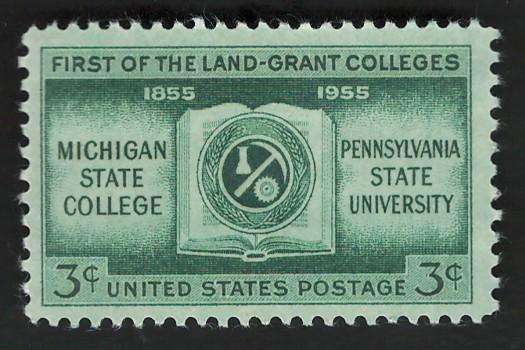 FIRST OF THE LAND-GRANT COLLEGES
1855 1955
MICHIGAN
STATE
COLLEGE
PENNSYLVANIA
STATE
UNIVERSITY
3¢ UNITED STATES POSTAGE 3¢